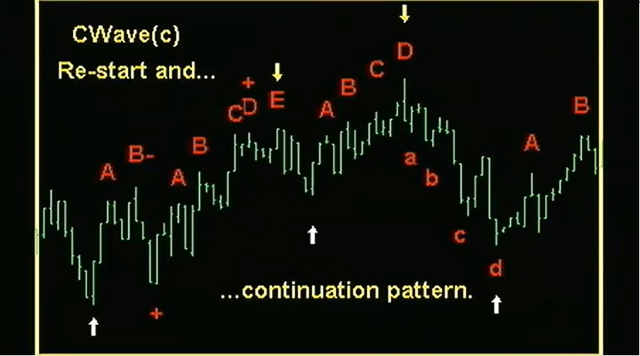 CWave(c)
Re-start and...
A
B-
A
B
+
C
D
+
E
A
B
C
D
a
b
c
d
A
B
...continuation pattern.